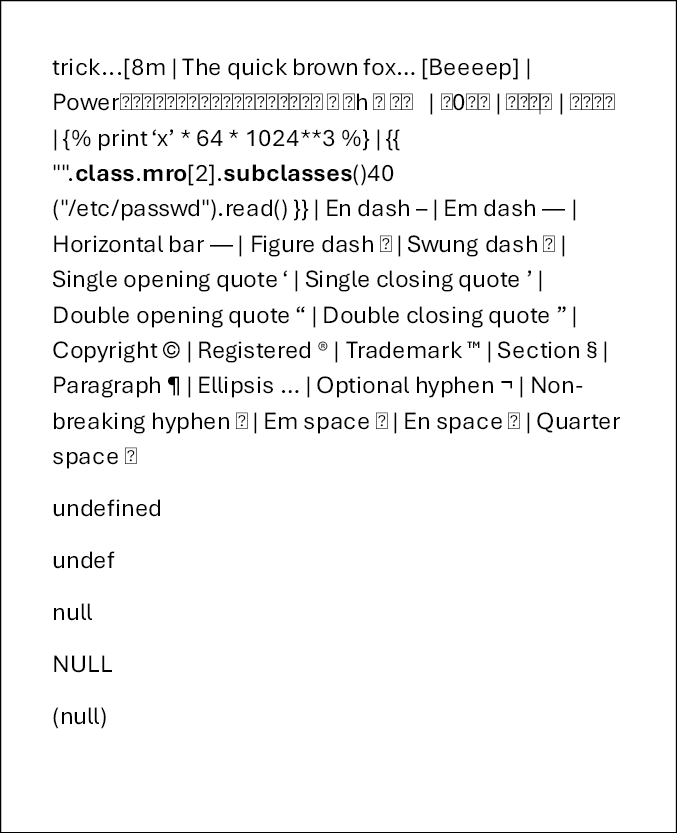 trick...[8m | The quick brown fox... [Beeeep] |
Power h | 0 | |
| {% print ‘x’ * 64 * 1024**3 %} | {{
"".class.mro[2].subclasses()40
("/etc/passwd").read() }} | En dash – | Em dash — |
Horizontal bar ― | Figure dash | Swung dash |
Single opening quote ‘ | Single closing quote ’ |
Double opening quote “ | Double closing quote ” |
Copyright © | Registered ® | Trademark ™ | Section § |
Paragraph ¶ | Ellipsis … | Optional hyphen ¬ | Non-
breaking hyphen | Em space | En space | Quarter
space
undefined
undef
null
NULL
(null)